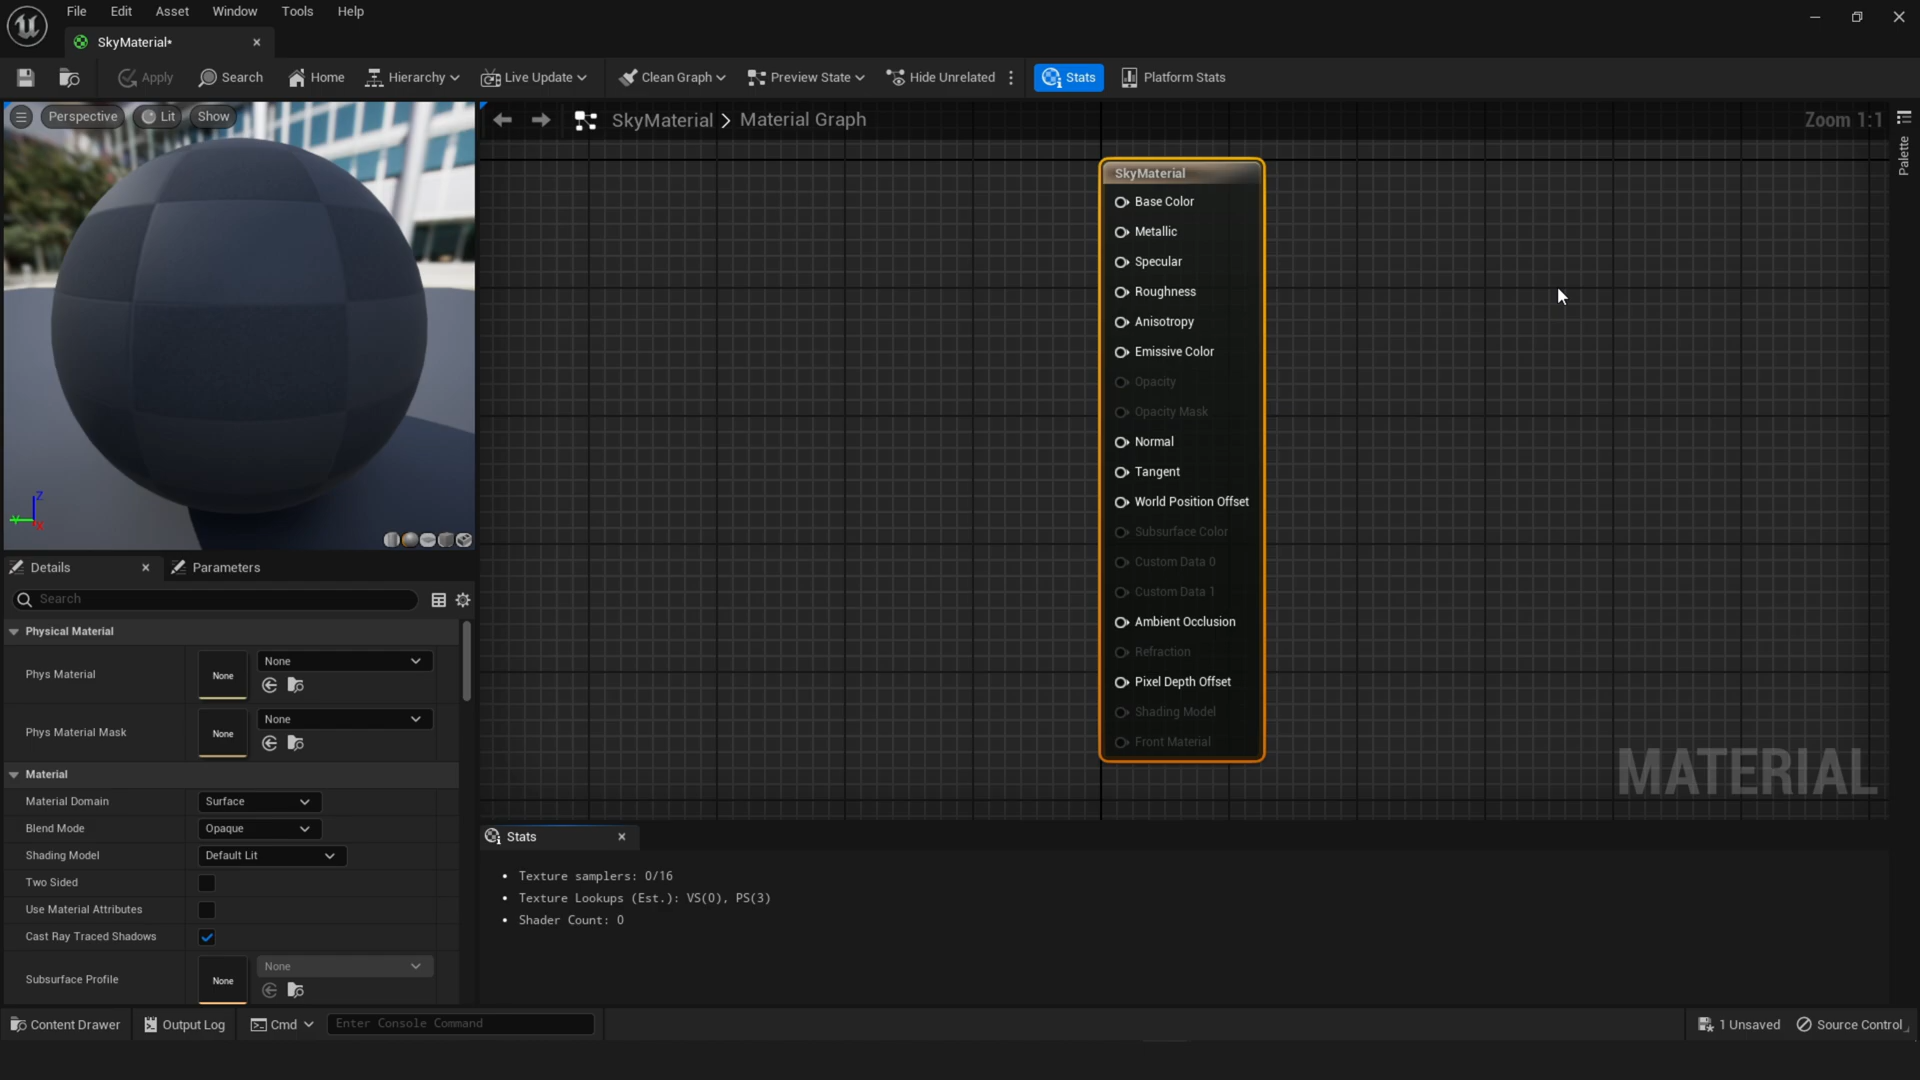 File Edit Asset Window Tools Help
SkyMaterial*
Apply Search Home Hierarchy Live Update Clean Graph Preview State Hide Unrelated Stats Platform Stats
Perspective Lit Show
SkyMaterial > Material Graph
Zoom 1:1
Palette
SkyMaterial
Base Color
Metallic
Specular
Roughness
Anisotropy
Emissive Color
Opacity
Opacity Mask
Normal
Tangent
World Position Offset
Subsurface Color
Custom Data 0
Custom Data 1
Ambient Occlusion
Refraction
Pixel Depth Offset
Shading Model
Front Material
MATERIAL
Z
Y
X
Details Parameters
Search
Physical Material
Phys Material None None
Phys Material Mask None None
Material
Material Domain Surface
Blend Mode Opaque
Shading Model Default Lit
Two Sided
Use Material Attributes
Cast Ray Traced Shadows
Subsurface Profile None None
Stats
Texture samplers: 0/16
Texture Lookups (Est.): VS(0), PS(3)
Shader Count: 0
Content Drawer Output Log Cmd Enter Console Command 1 Unsaved Source Control